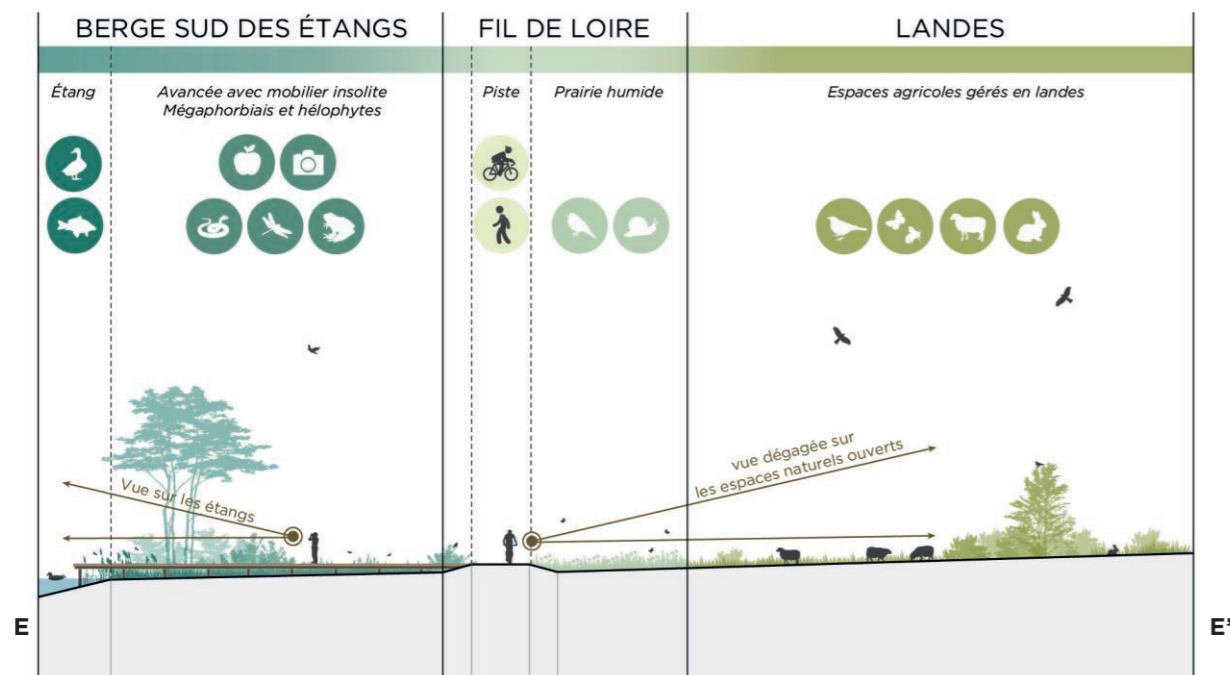 BERGE SUD DES ÉTANGS
FIL DE LOIRE
LANDES
Étang
Avancée avec mobilier insolite
Mégaphorbiais et hélophytes
Piste
Prairie humide
Espaces agricoles gérés en landes
Vue sur les étangs
vue dégagée sur
les espaces naturels ouverts
E
E*